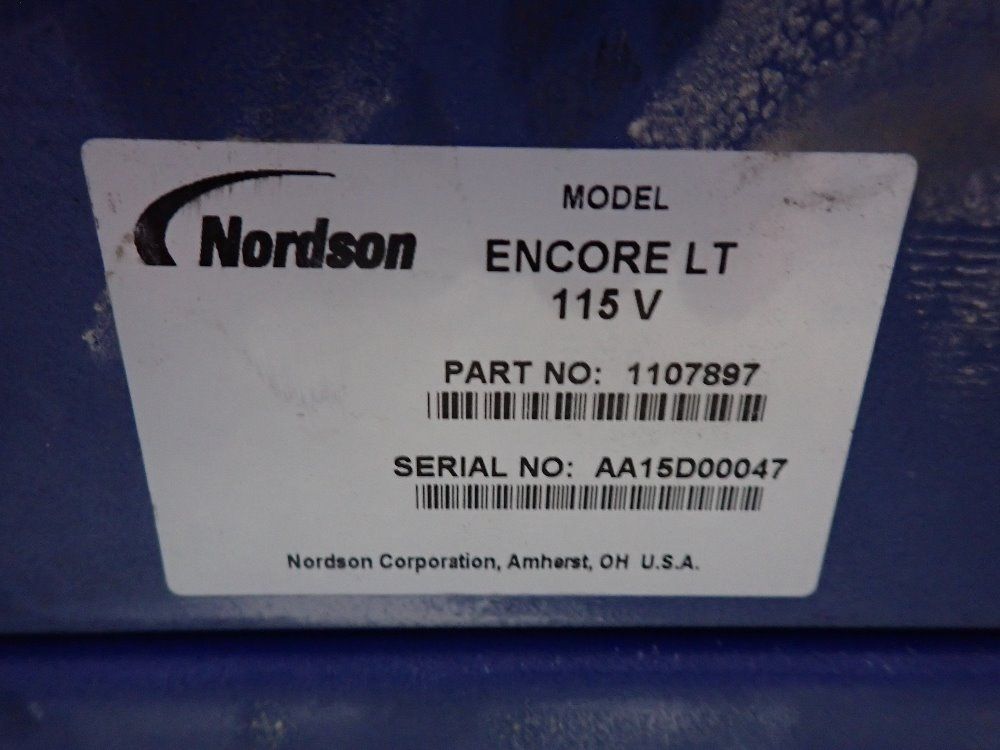 Nordson
MODEL
ENCORE LT
115 V
PART NO: 1107897
SERIAL NO: AA15D00047
Nordson Corporation, Amherst, OH U.S.A.